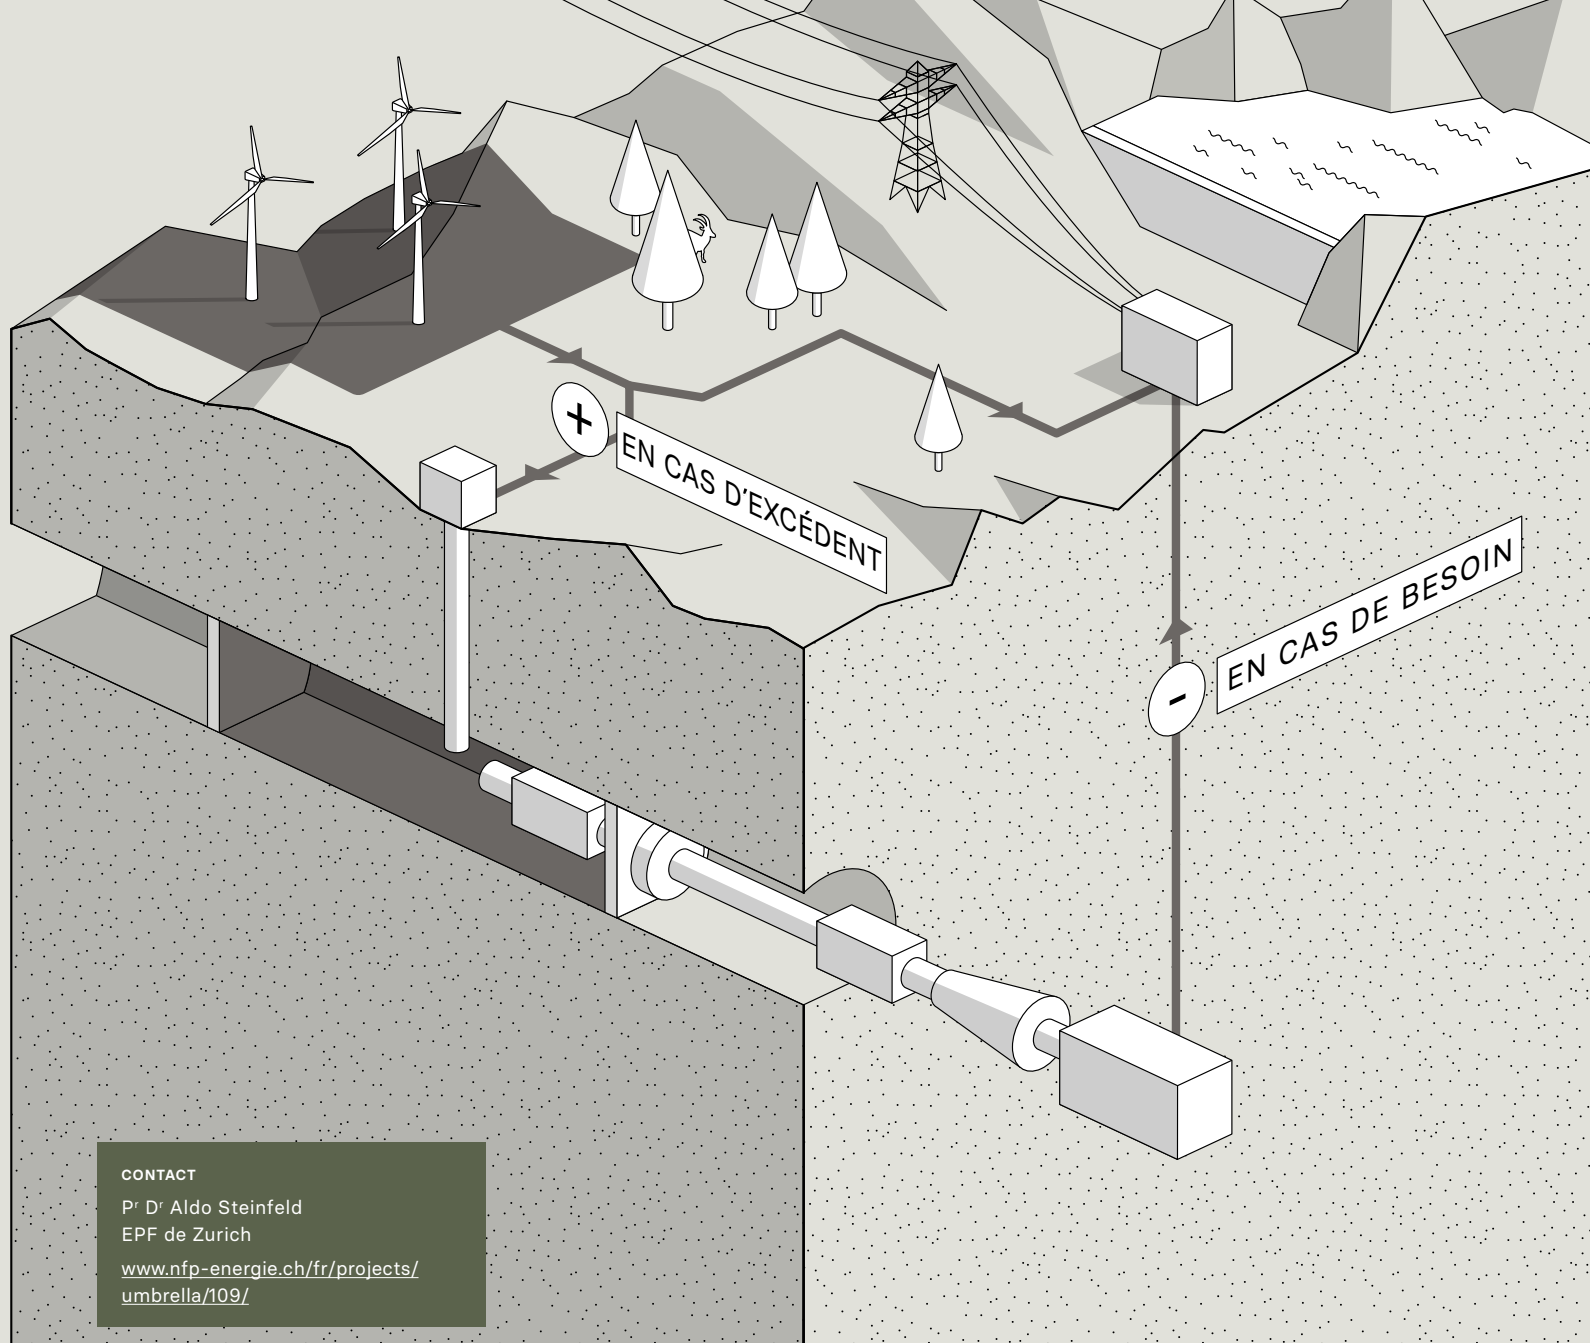 +
EN CAS D'EXCÉDENT
EN CAS DE BESOIN
-
CONTACT
Pr Dr Aldo Steinfeld
EPF de Zurich
www.nfp-energie.ch/fr/projects/
umbrella/109/